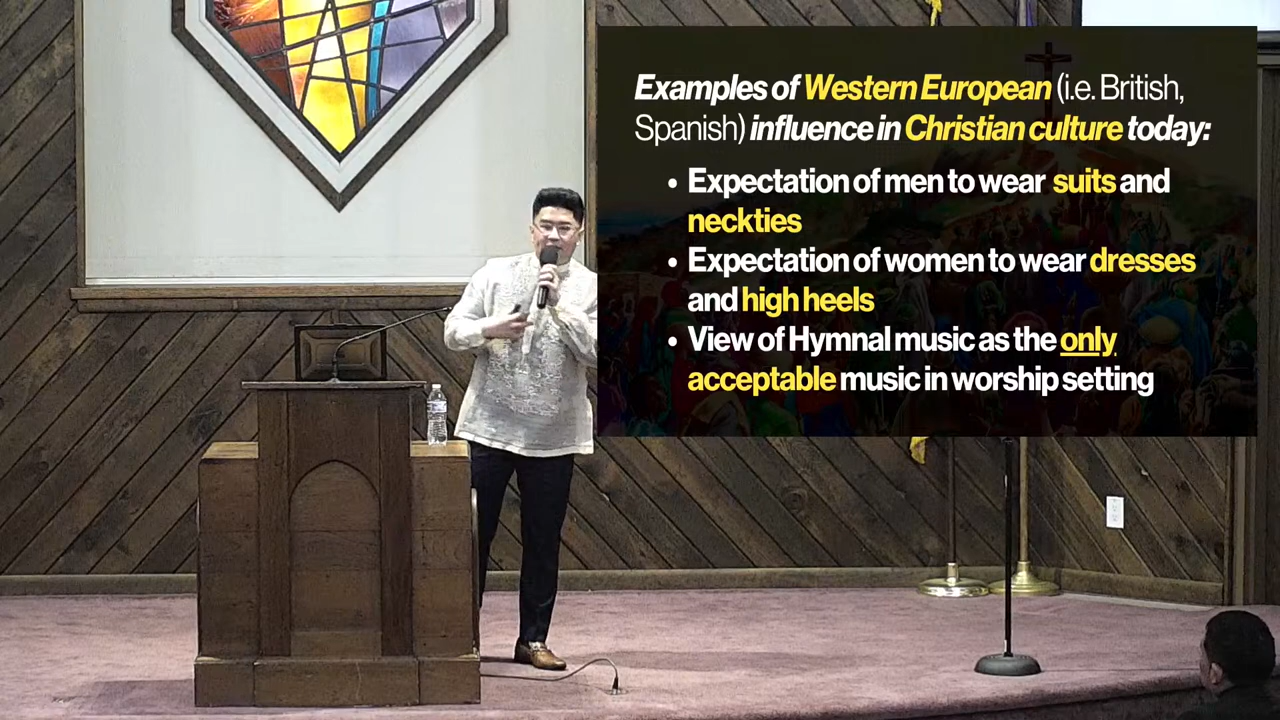 Examples of Western European (i.e. British,
Spanish) influence in Christian culture today:
• Expectation of men to wear suits and
neckties
• Expectation of women to wear dresses
and high heels
• View of Hymnal music as the only
acceptable music in worship setting